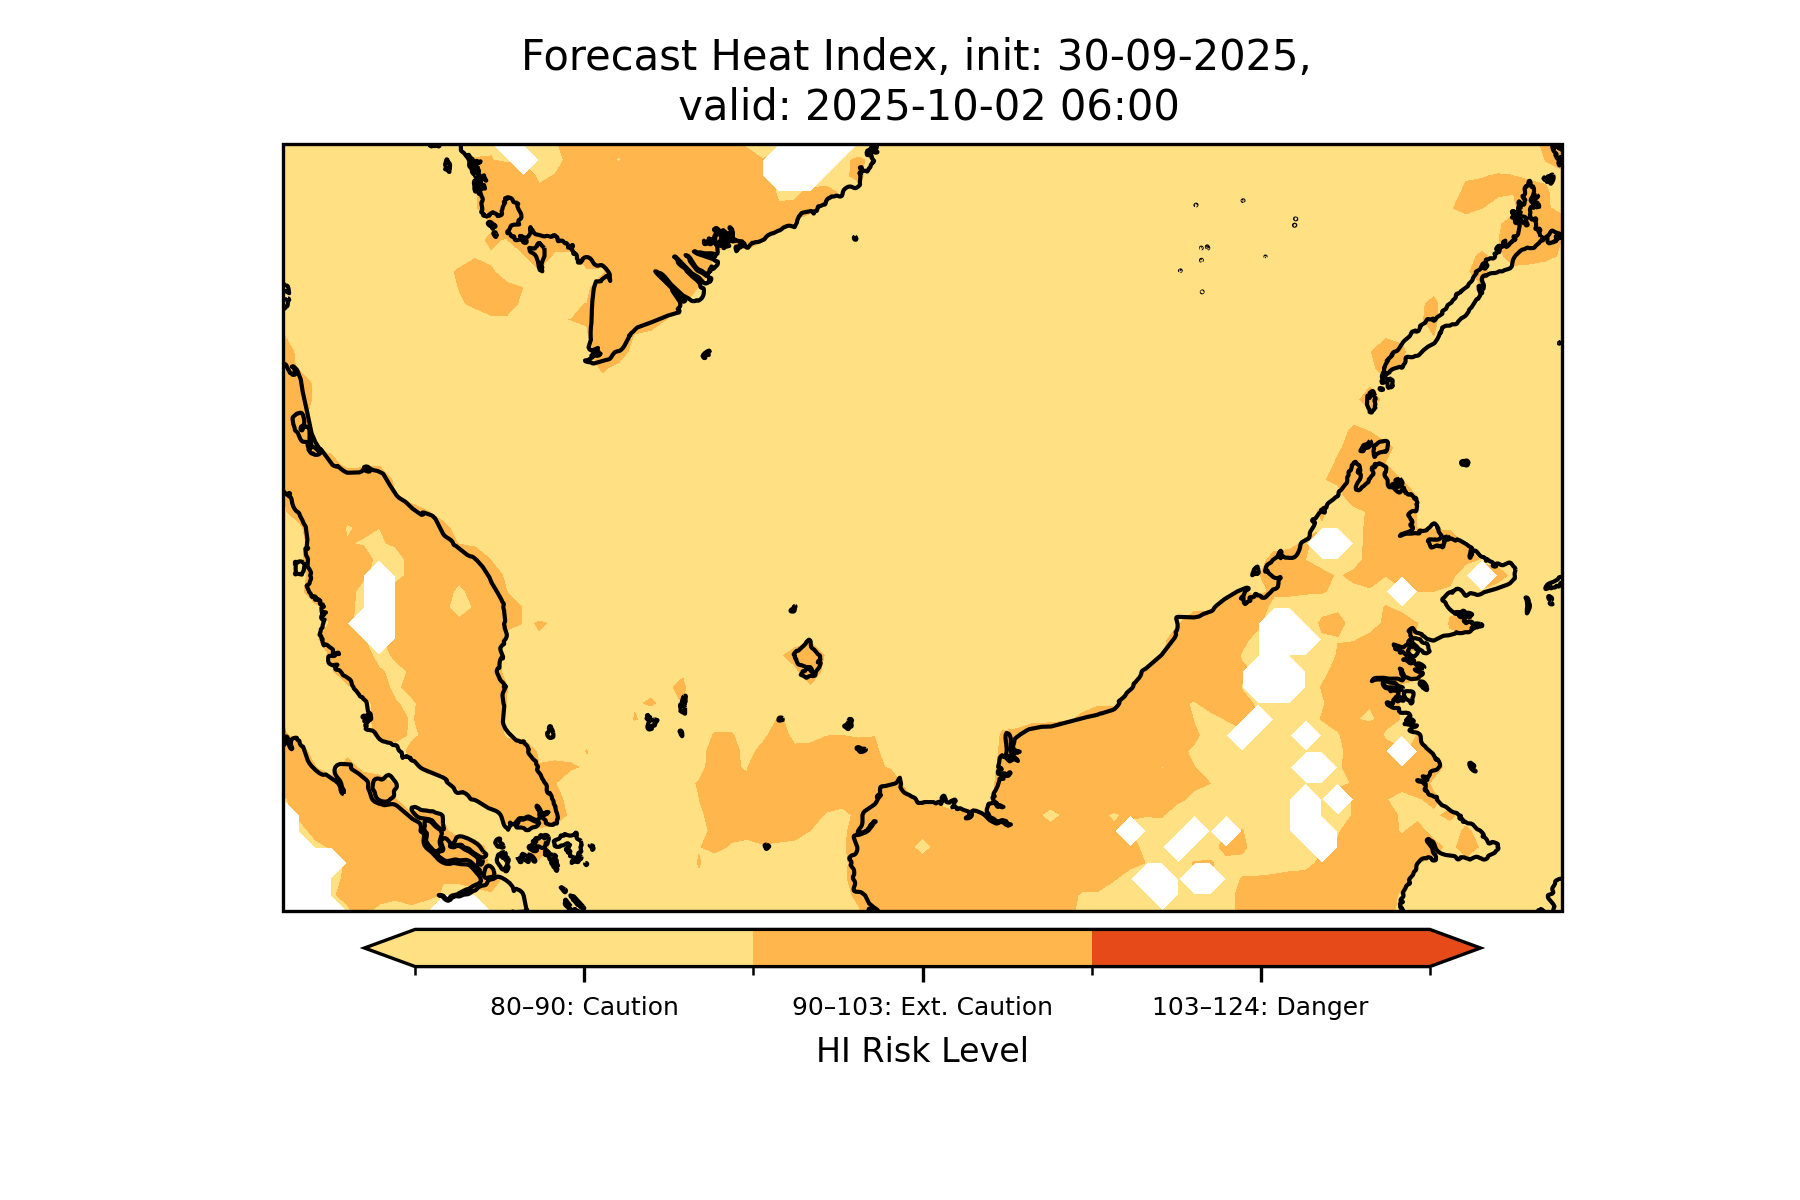 Forecast Heat Index, init: 30-09-2025,
valid: 2025-10-02 06:00
80–90: Caution
90–103: Ext. Caution
103–124: Danger
HI Risk Level